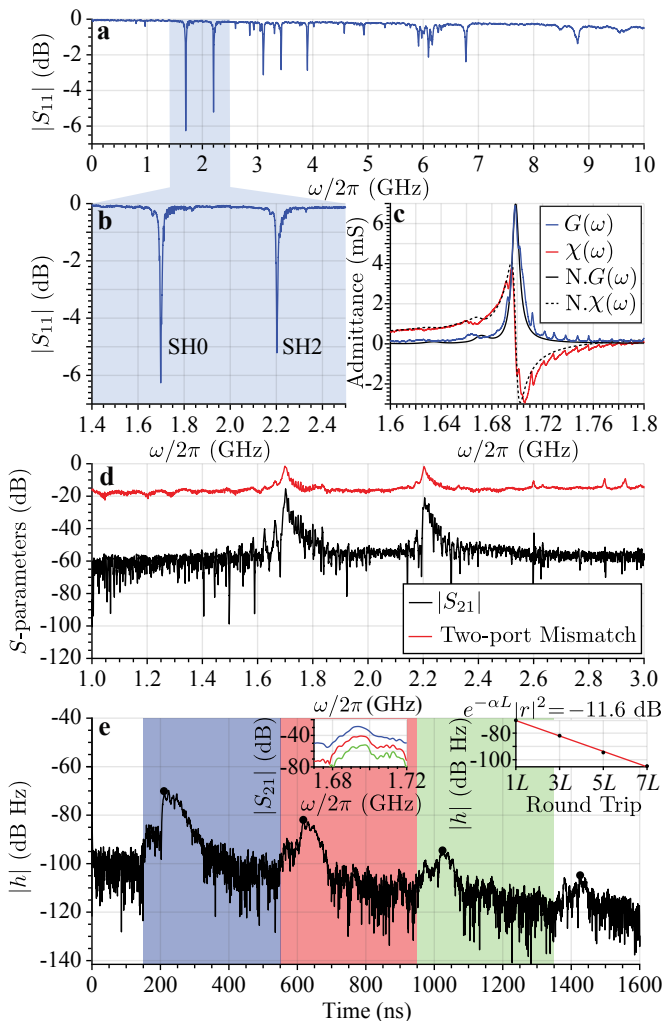 a
|S₁₁| (dB)
0
-2
-4
-6
0 1 2 3 4 5 6 7 8 9 10
ω/2π (GHz)
b
|S₁₁| (dB)
0
-2
-4
-6
SH0
SH2
1.4 1.6 1.8 2.0 2.2 2.4
ω/2π (GHz)
c
Admittance (mS)
6
4
2
0
-2
G(ω)
χ(ω)
N.G(ω)
N.χ(ω)
1.6 1.64 1.68 1.72 1.76 1.8
ω/2π (GHz)
d
S-parameters (dB)
0
-20
-40
-60
-80
-100
-120
|S₂₁|
Two-port Mismatch
1.0 1.2 1.4 1.6 1.8 2.0 2.2 2.4 2.6 2.8 3.0
ω/2π (GHz)
e
|h| (dB Hz)
-40
-60
-80
-100
-120
-140
|S₂₁| (dB)
-40
-80
1.68 1.72
ω/2π (GHz)
e⁻ᵅᴸ|r|²=−11.6 dB
|h| (dB Hz)
-80
-100
1L 3L 5L 7L
Round Trip
0 200 400 600 800 1000 1200 1400 1600
Time (ns)